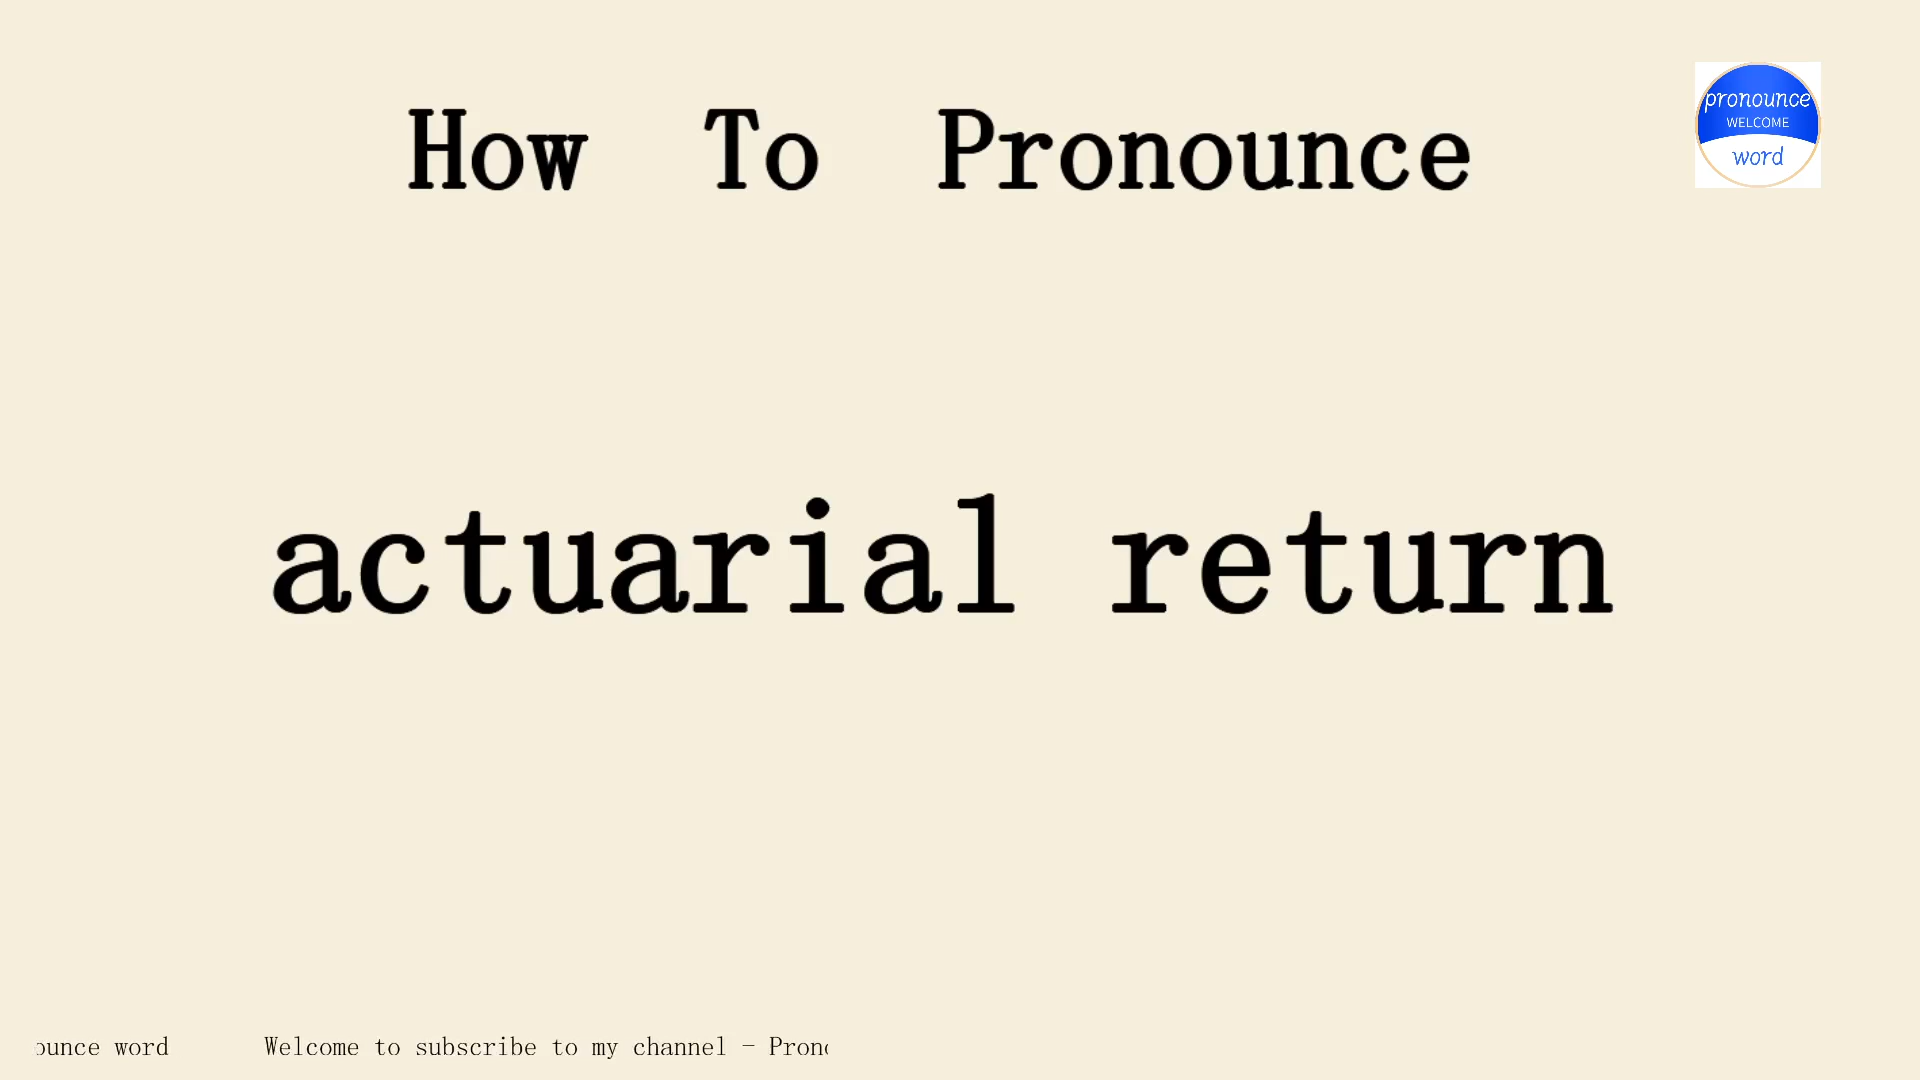 How To Pronounce
pronounce
WELCOME
word
actuarial return
ounce word Welcome to subscribe to my channel - Pron